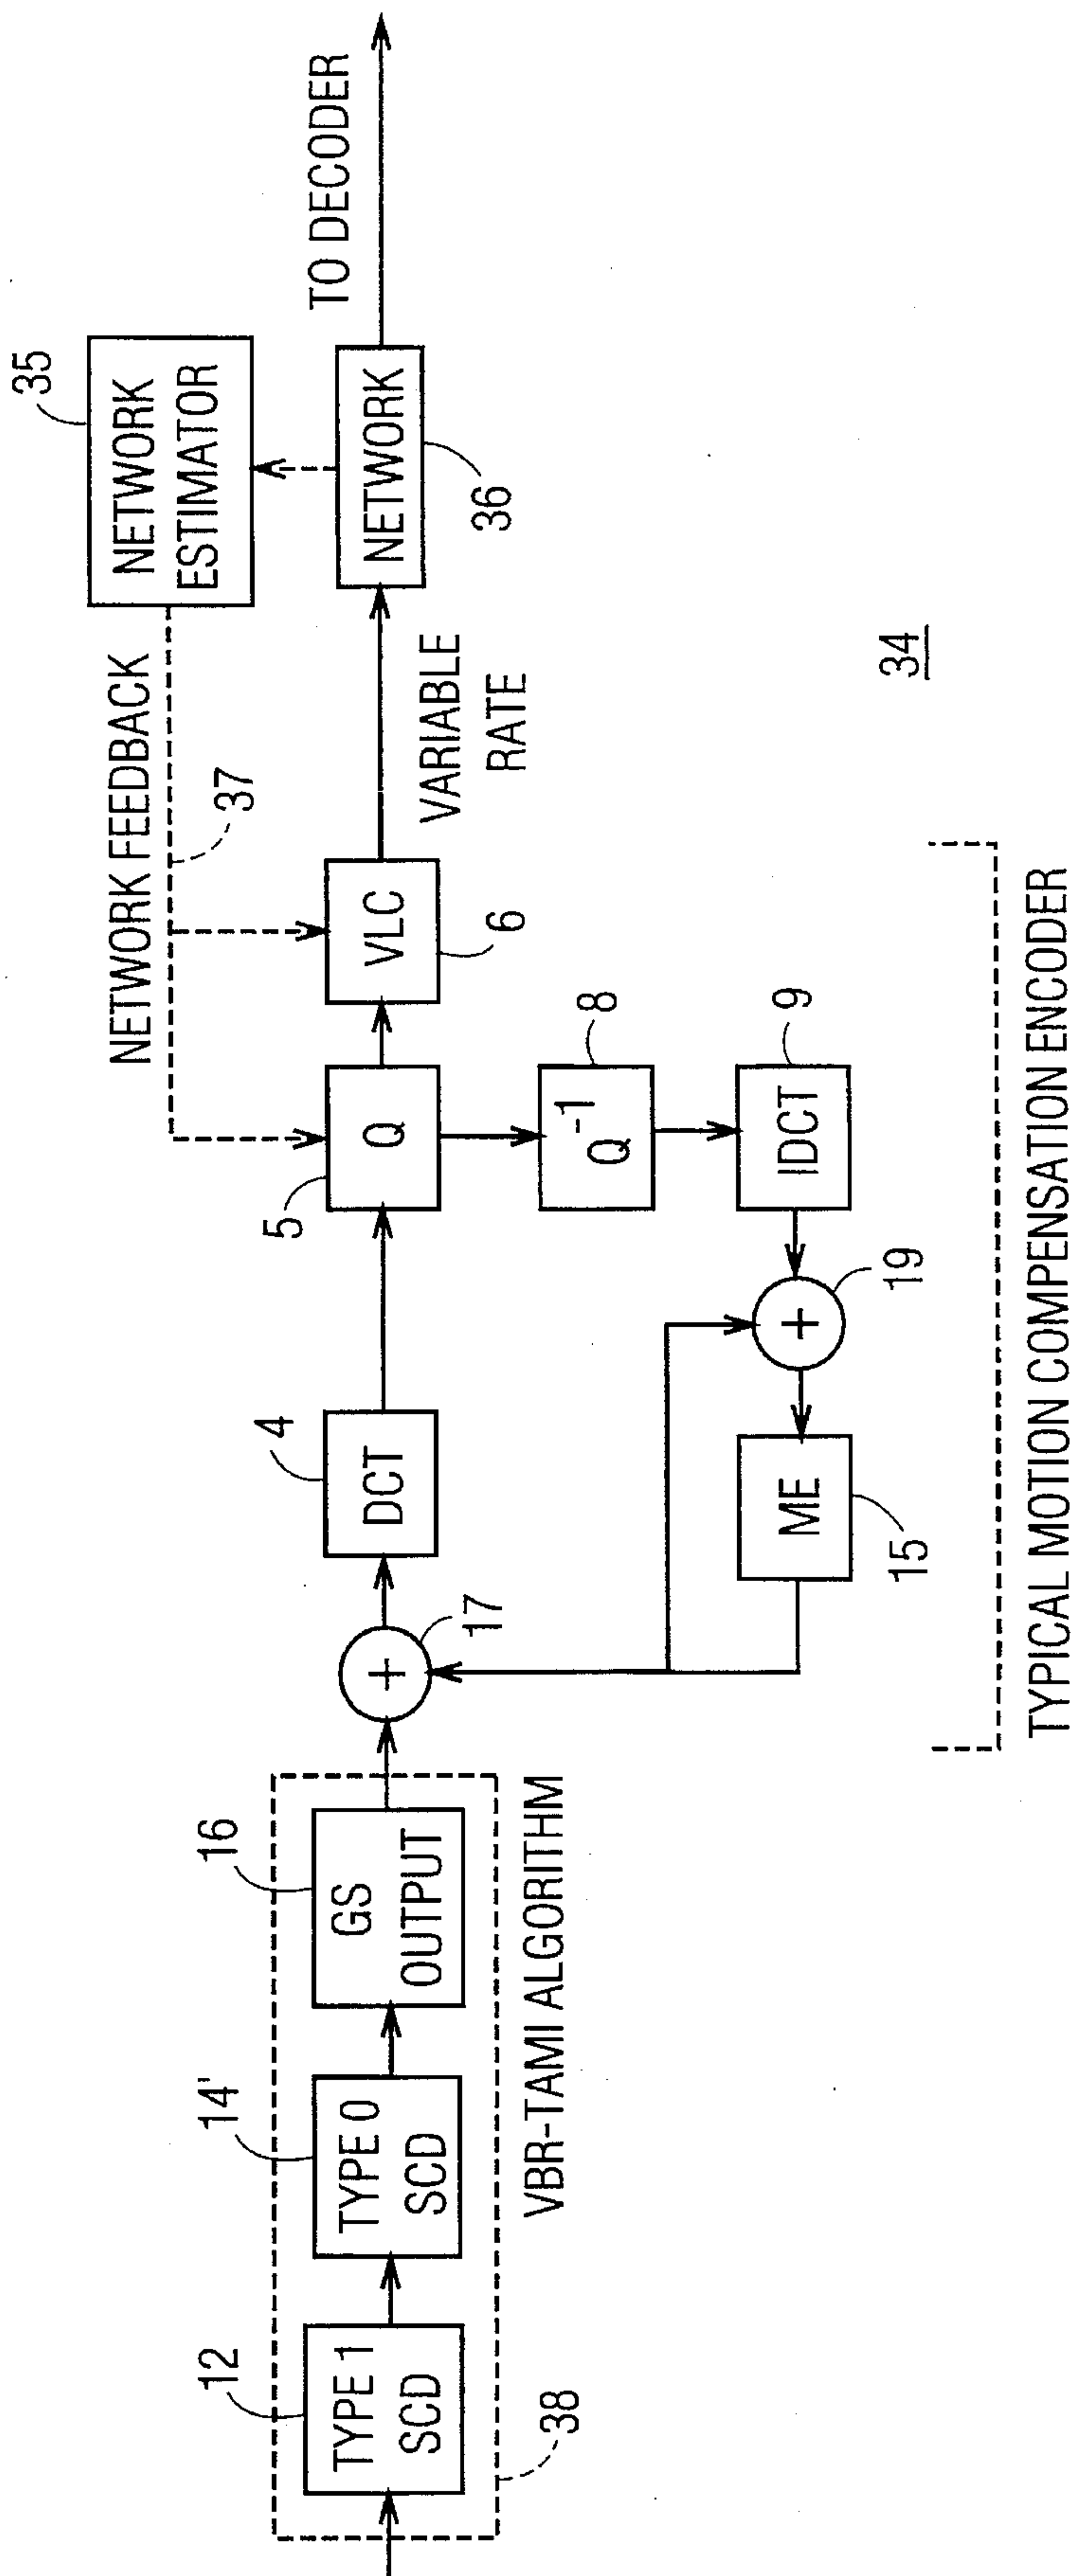 12
TYPE 1
SCD
14'
TYPE 0
SCD
16
GS
OUTPUT
38
VBR-TAMI ALGORITHM
17
4
DCT
5
Q
6
VLC
NETWORK FEEDBACK
37
VARIABLE
RATE
35
NETWORK
ESTIMATOR
NETWORK
36
TO DECODER
8
Q-1
9
IDCT
19
+
+
ME
15
34
TYPICAL MOTION COMPENSATION ENCODER